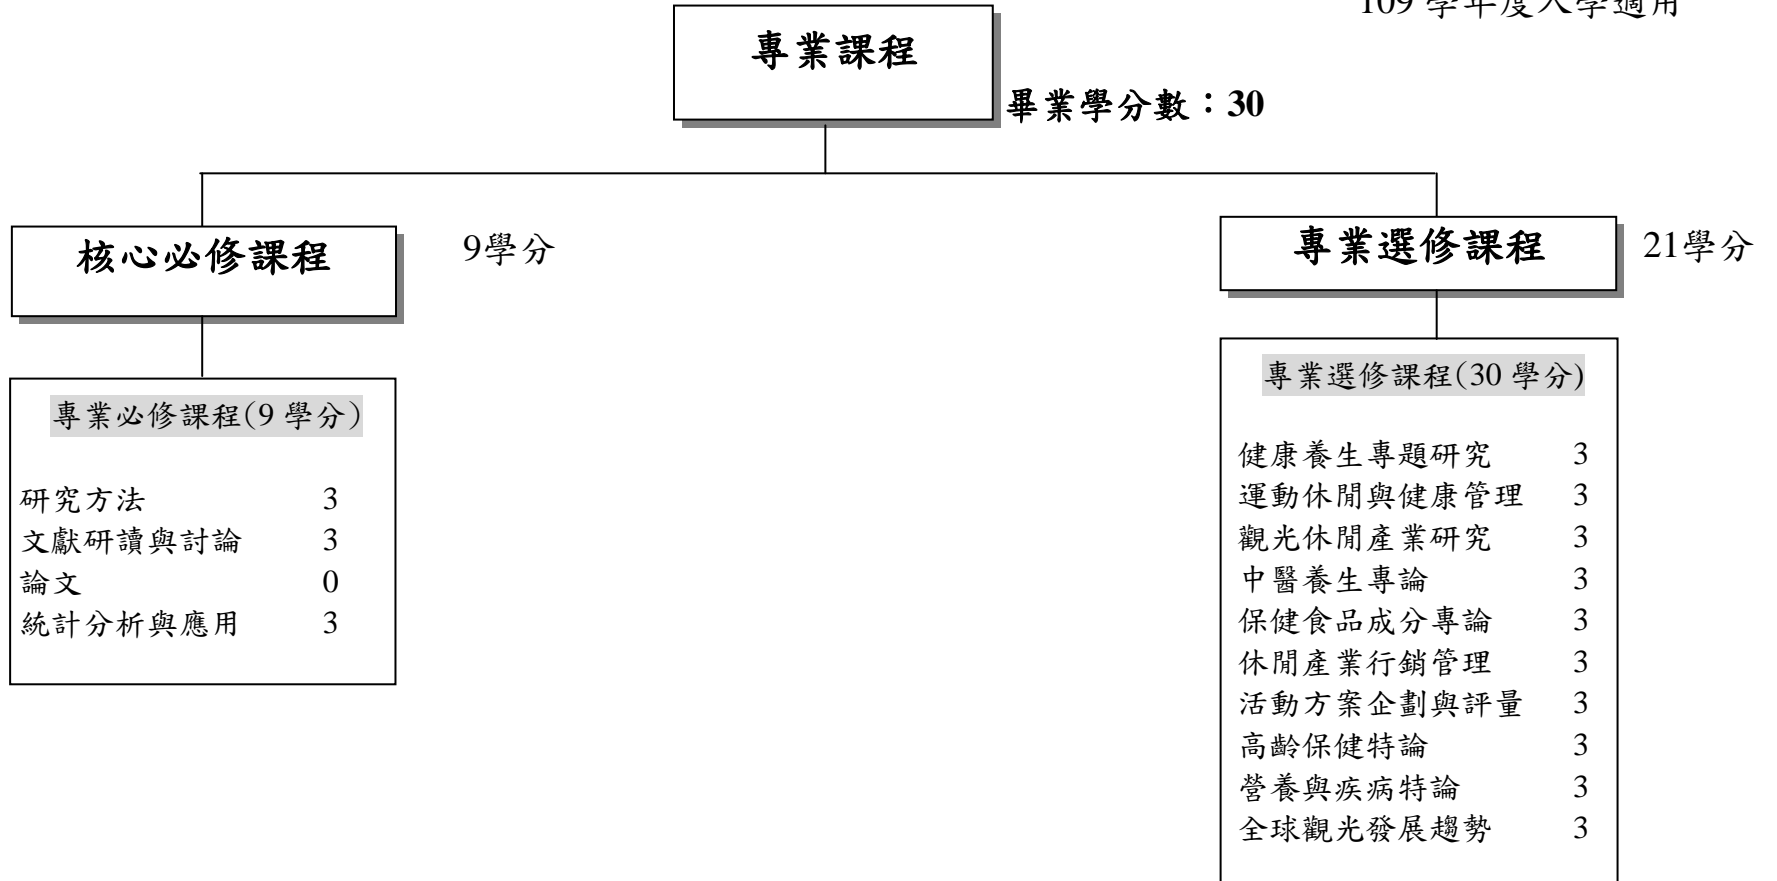 109 學年度入學適用
專業課程
畢業學分數：30
核心必修課程
9學分
專業選修課程
21學分
專業必修課程(9 學分)
研究方法 3
文獻研讀與討論 3
論文 0
統計分析與應用 3
專業選修課程(30 學分)
健康養生專題研究 3
運動休閒與健康管理 3
觀光休閒產業研究 3
中醫養生專論 3
保健食品成分專論 3
休閒產業行銷管理 3
活動方案企劃與評量 3
高齡保健特論 3
營養與疾病特論 3
全球觀光發展趨勢 3